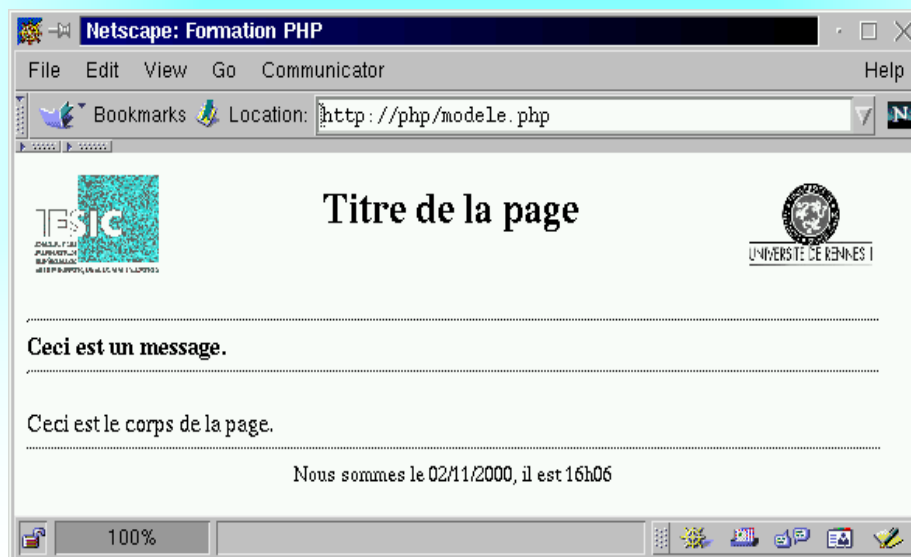 Netscape: Formation PHP
File Edit View Go Communicator Help
Bookmarks Location: http://php/modele.php N
TESIC
Titre de la page
UNIVERSITE DE RENNES I
Ceci est un message.
Ceci est le corps de la page.
Nous sommes le 02/11/2000, il est 16h06
100%